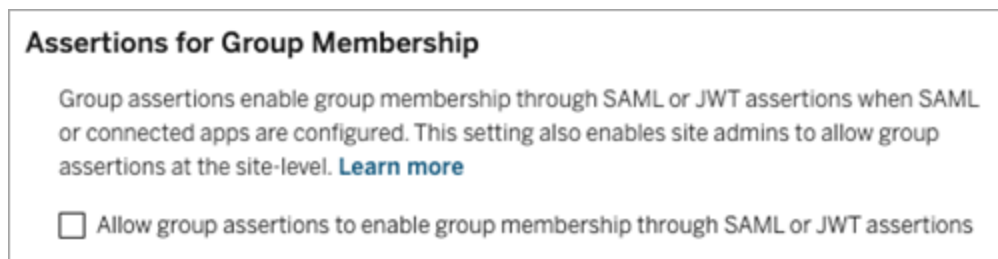 Assertions for Group Membership
Group assertions enable group membership through SAML or JWT assertions when SAML
or connected apps are configured. This setting also enables site admins to allow group
assertions at the site-level. Learn more
Allow group assertions to enable group membership through SAML or JWT assertions